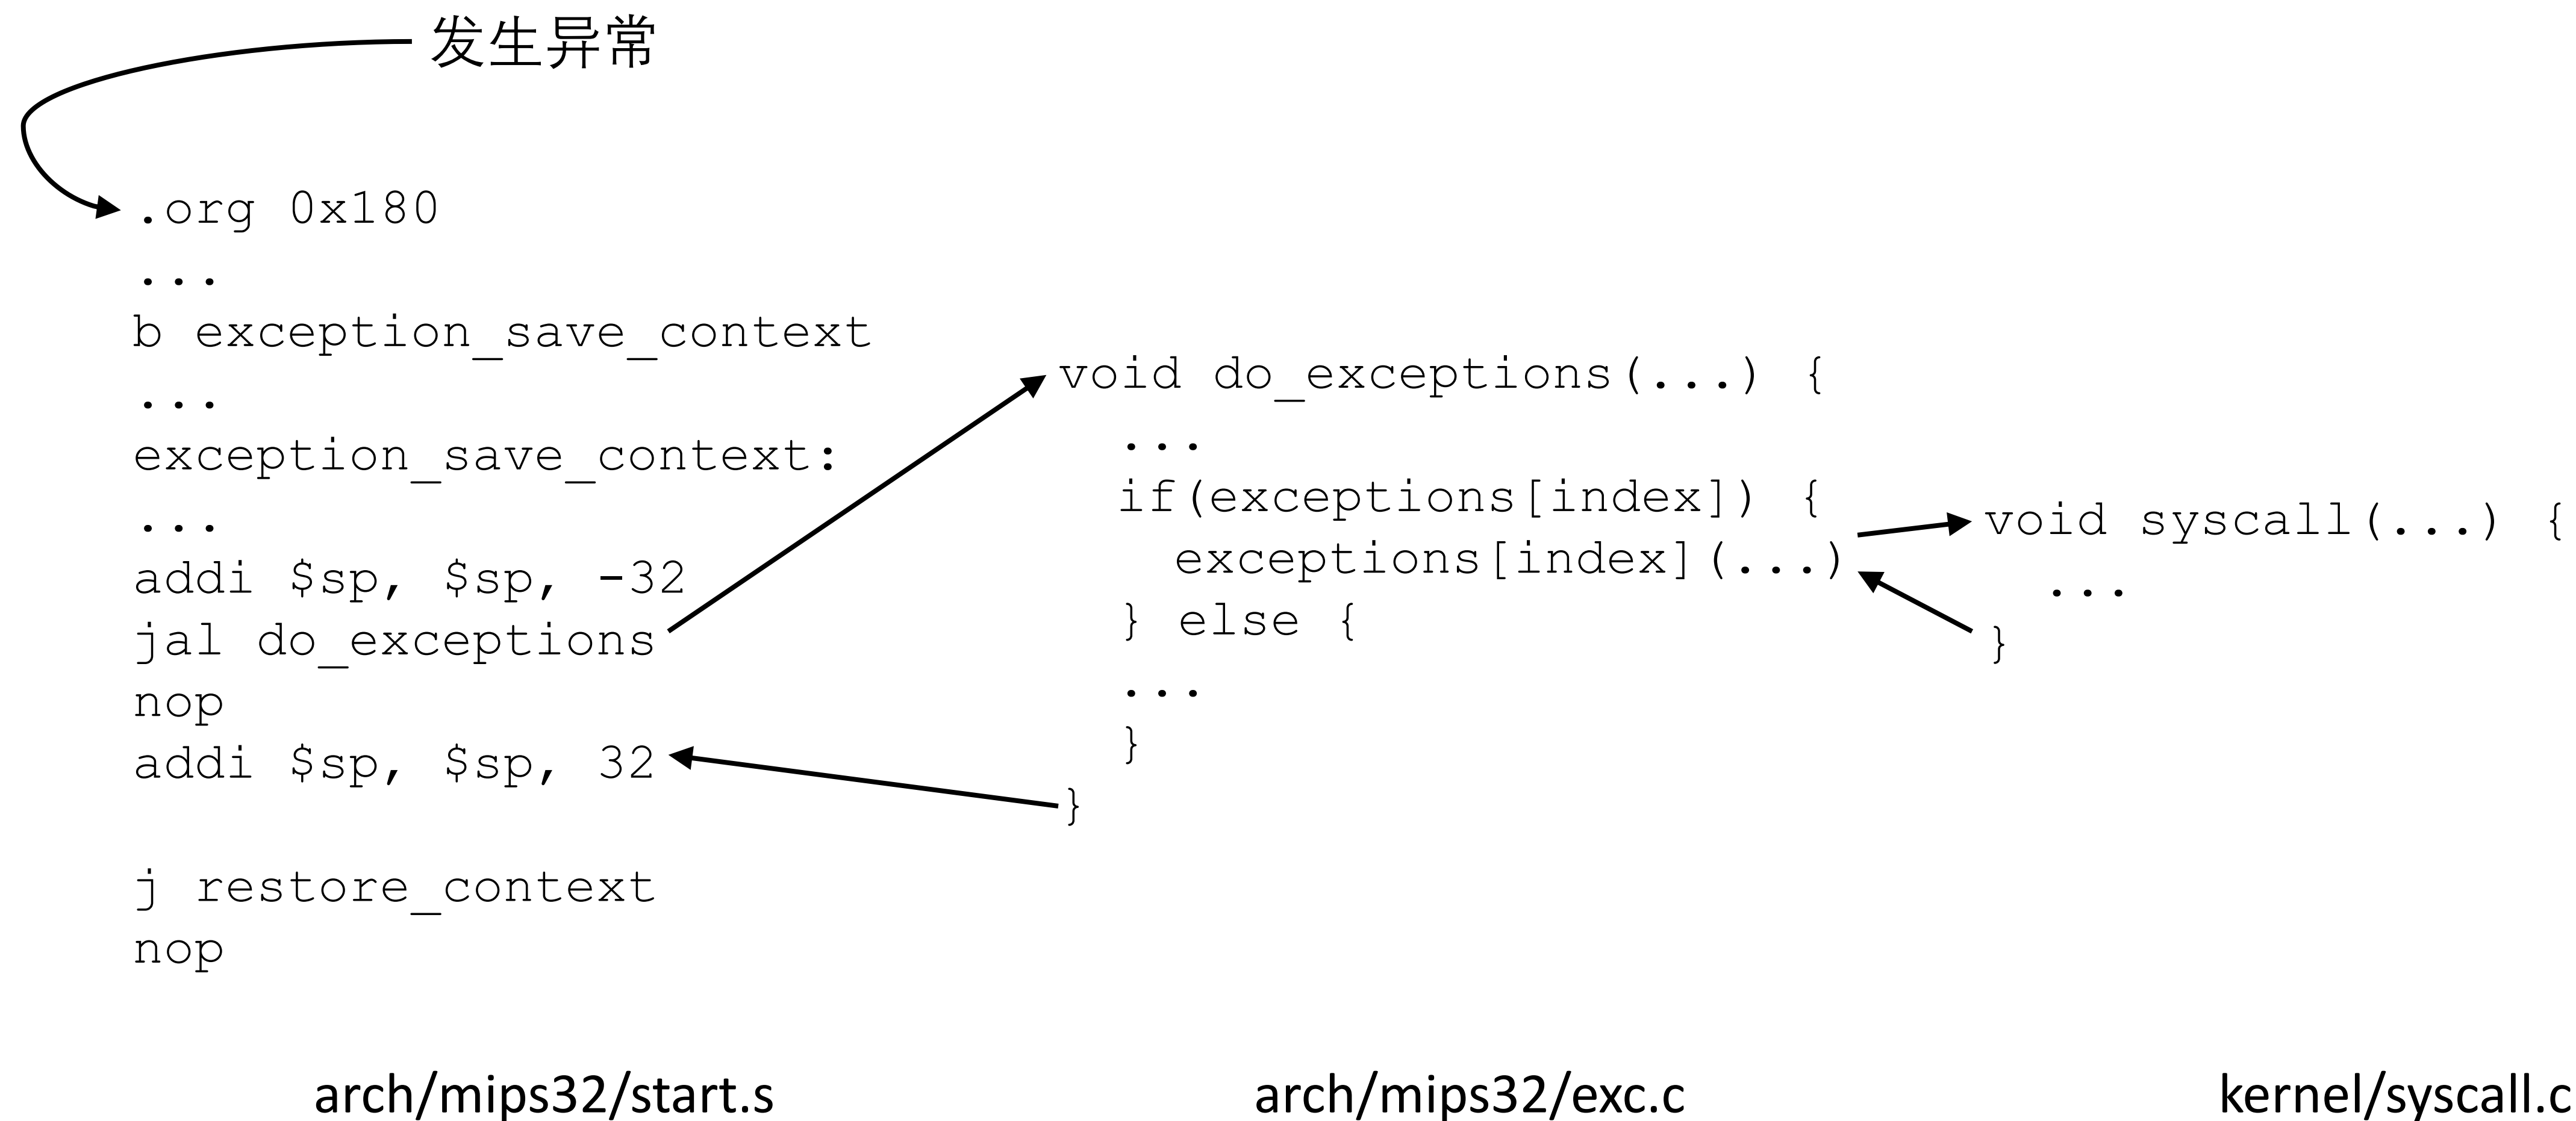 发生异常
.org 0x180
...
b exception_save_context
...
exception_save_context:
...
addi $sp, $sp, -32
jal do_exceptions
nop
addi $sp, $sp, 32
j restore_context
nop
arch/mips32/start.s
void do_exceptions(...) {
...
if(exceptions[index]) {
exceptions[index](...)
} else {
...
}
}
arch/mips32/exc.c
void syscall(...) {
...
}
kernel/syscall.c